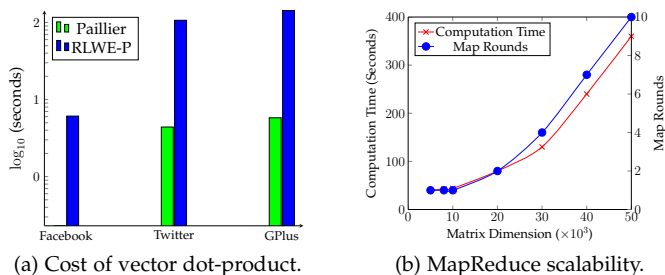 log₁₀ (seconds)
2
1
0
Paillier
RLWE-P
Facebook
Twitter
GPlus
(a) Cost of vector dot-product.
Computation Time (Seconds)
400
300
200
100
0
Computation Time
Map Rounds
10
8
6
4
2
0
Map Rounds
0
10
20
30
40
50
Matrix Dimension (×10³)
(b) MapReduce scalability.